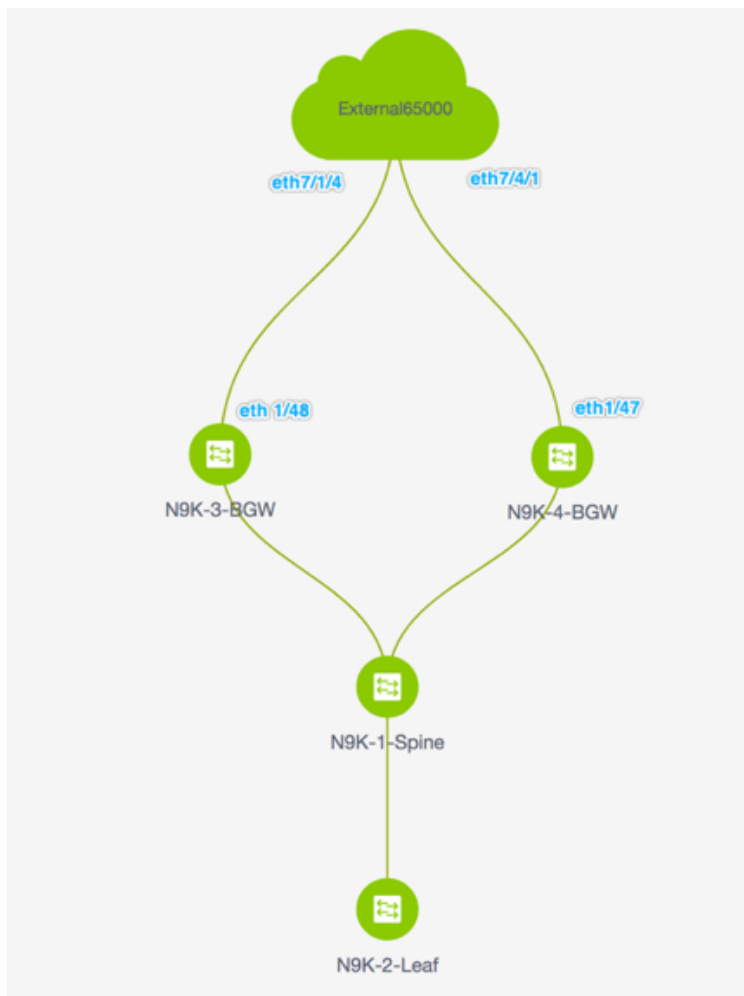 External65000
eth7/1/4
eth7/4/1
eth 1/48
eth1/47
N9K-3-BGW
N9K-4-BGW
N9K-1-Spine
N9K-2-Leaf